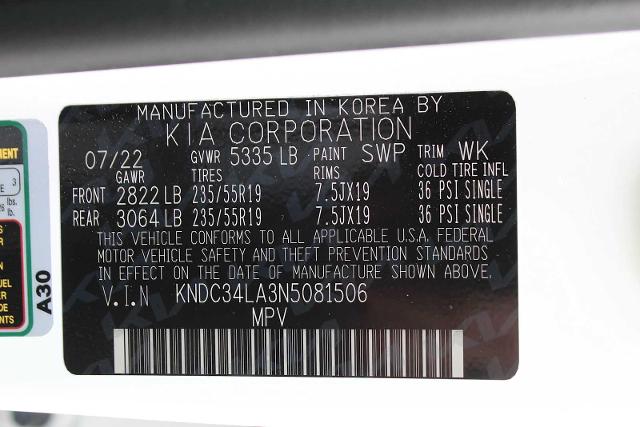 MANUFACTURED IN KOREA BY
KIA CORPORATION
07/22 GVWR 5335 LB PAINT SWP TRIM WK
GAWR TIRES COLD TIRE INFL
FRONT 2822 LB 235/55R19 7.5JX19 36 PSI SINGLE
REAR 3064 LB 235/55R19 7.5JX19 36 PSI SINGLE
THIS VEHICLE CONFORMS TO ALL APPLICABLE U.S.A. FEDERAL
MOTOR VEHICLE SAFETY AND THEFT PREVENTION STANDARDS
IN EFFECT ON THE DATE OF MANUFACTURE SHOWN ABOVE.
V.I.N KNDC34LA3N5081506
MPV
3
lbs.
lb.
A30